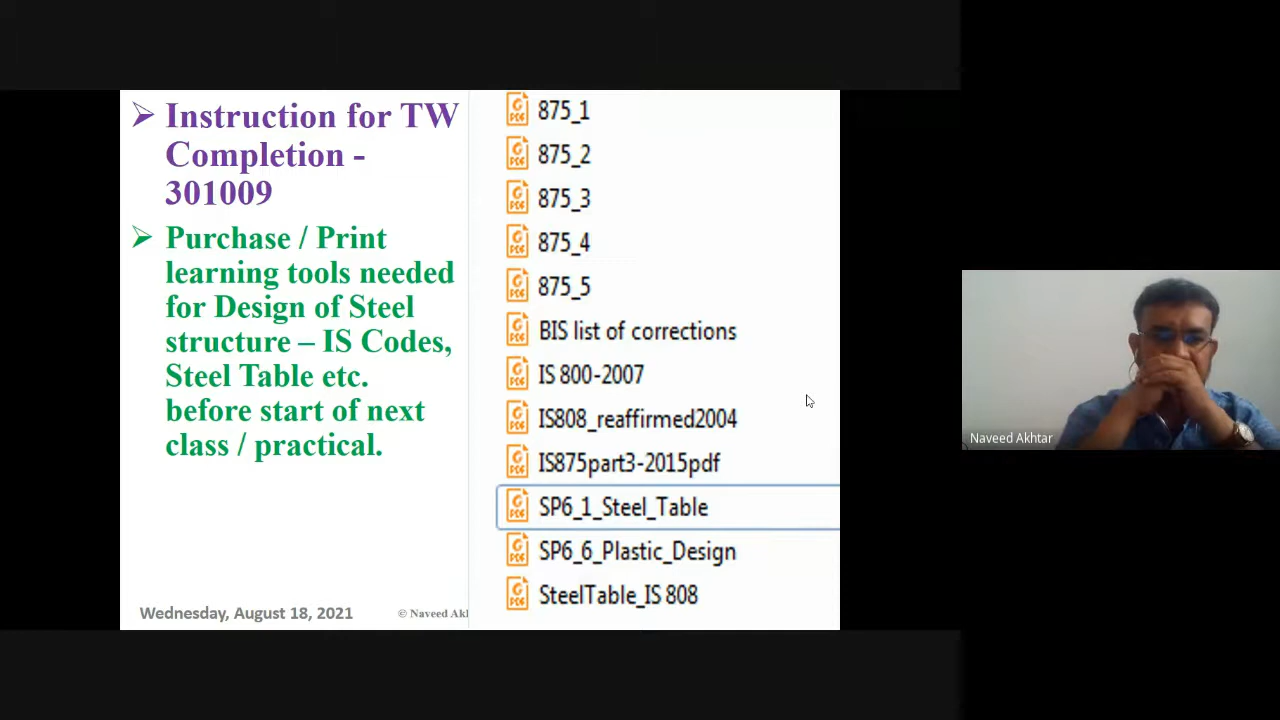 ➢ Instruction for TW
Completion -
301009
➢ Purchase / Print
learning tools needed
for Design of Steel
structure – IS Codes,
Steel Table etc.
before start of next
class / practical.
Wednesday, August 18, 2021
© Naveed Akl
875_1
875_2
875_3
875_4
875_5
BIS list of corrections
IS 800-2007
IS808_reaffirmed2004
IS875part3-2015pdf
SP6_1_Steel_Table
SP6_6_Plastic_Design
SteelTable_IS 808
Naveed Akhtar